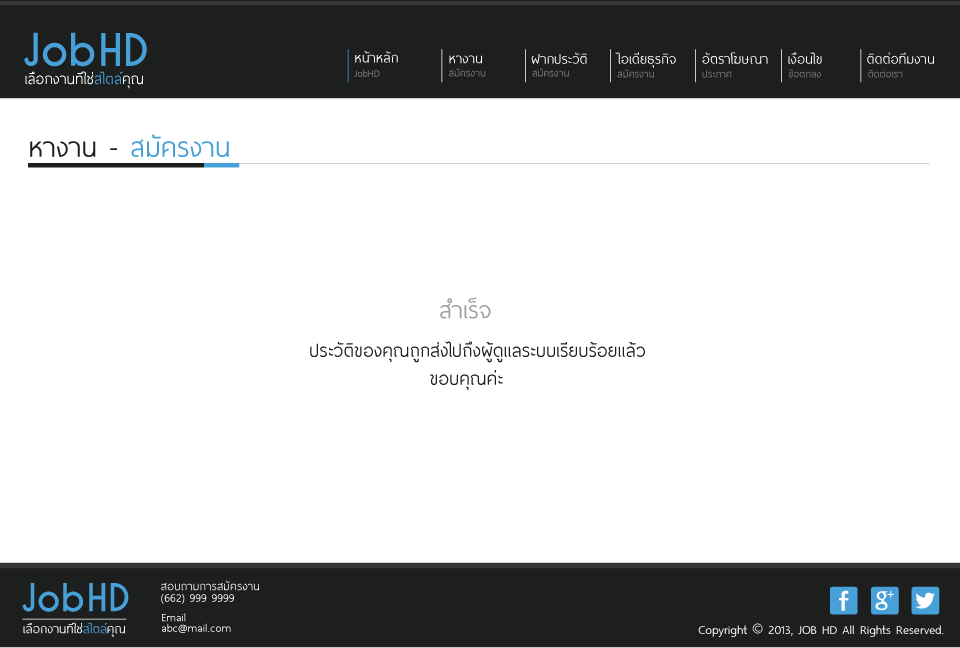 JobHD
เลือกงานที่ใช่สไตล์คุณ
หน้าหลัก
JobHD
หางาน
สมัครงาน
ฝากประวัติ
สมัครงาน
ไอเดียธุรกิจ
สมัครงาน
อัตราโฆษณา
ประกาศ
เงื่อนไข
ข้อตกลง
ติดต่อทีมงาน
ติดต่อเรา
หางาน - สมัครงาน
สำเร็จ
ประวัติของคุณถูกส่งไปถึงผู้ดูแลระบบเรียบร้อยแล้ว
ขอบคุณค่ะ
JobHD
เลือกงานที่ใช่สไตล์คุณ
สอบถามการสมัครงาน
(662) 999 9999
Email
abc@mail.com
Copyright © 2013, JOB HD All Rights Reserved.